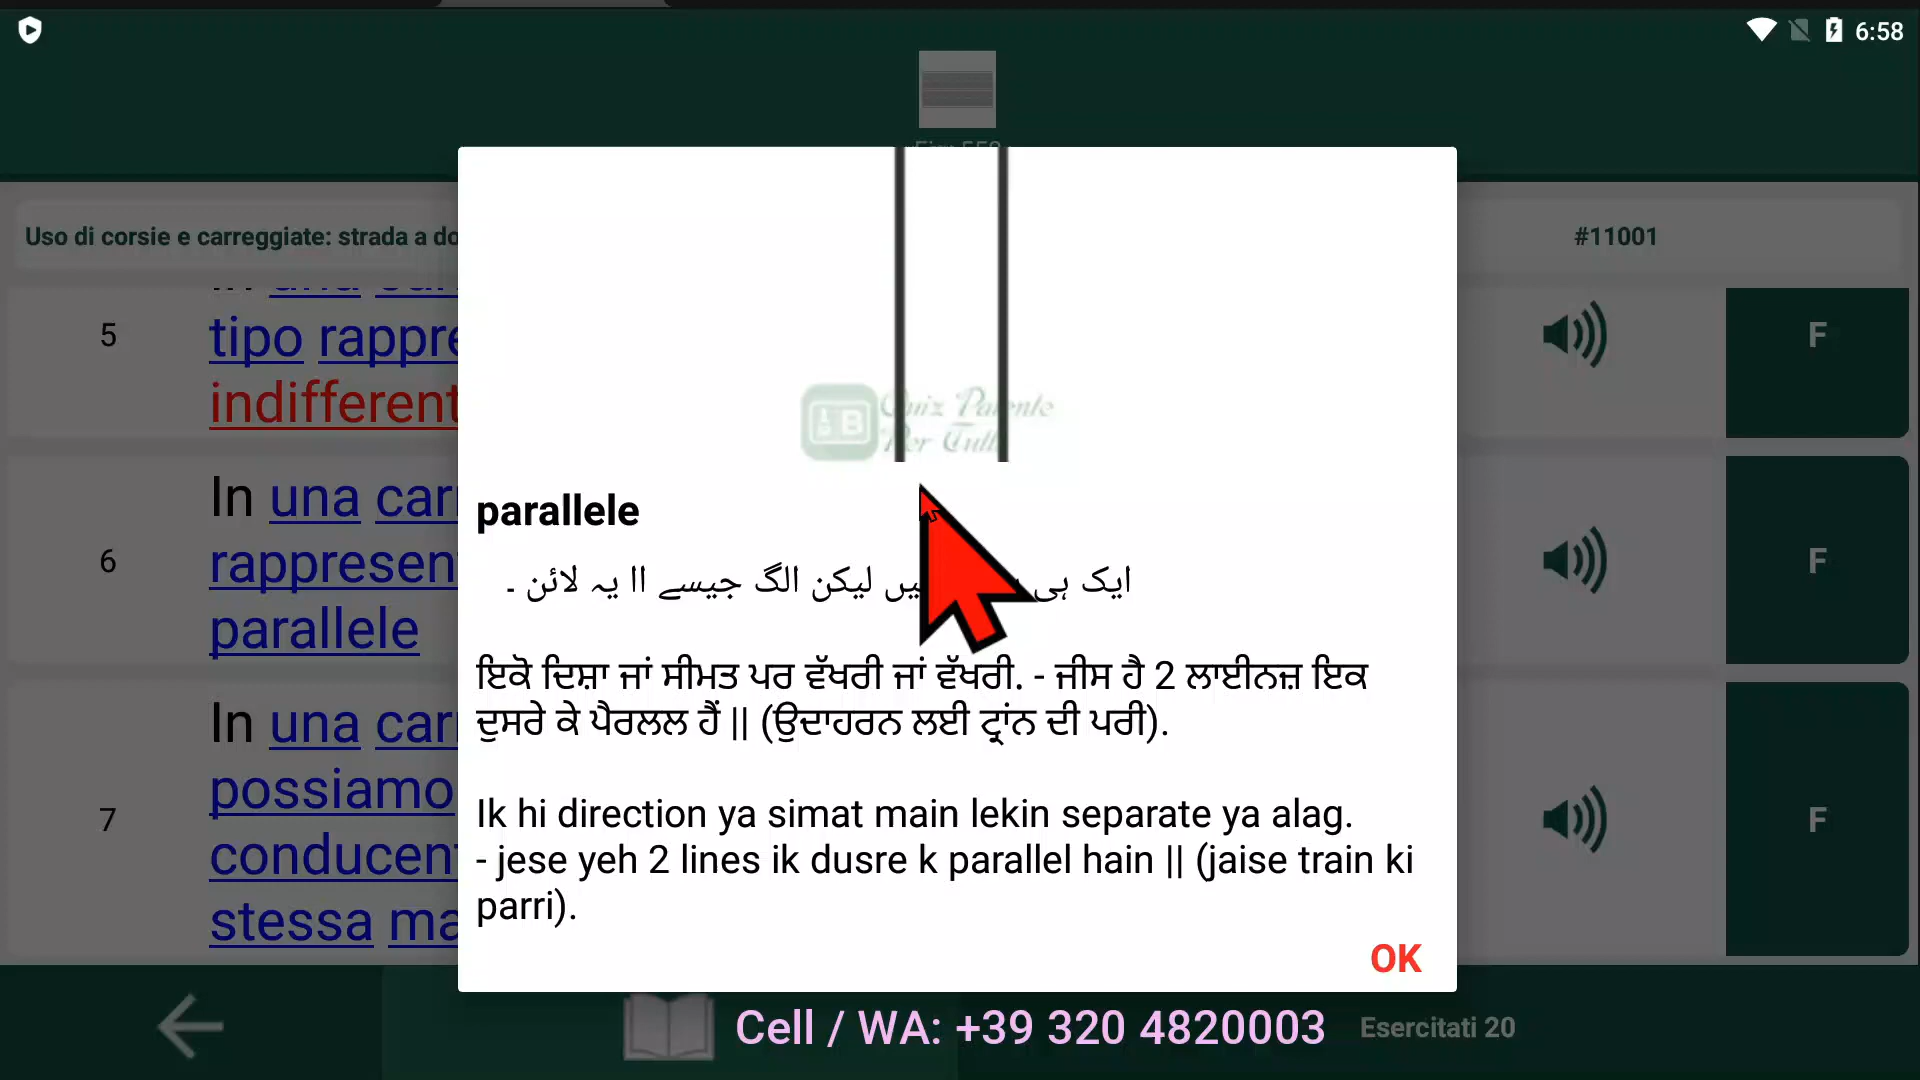 6:58
Uso di corsie e carreggiate: strada a do
#11001
5
tipo rappre
indifferent
F
6
In una car
rappresen
parallele
F
7
In una car
possiamo
conducen
stessa ma
F
Quiz Patente
Per Tutti
parallele
ایک ہی لیکن الگ جیسے اا یہ لائن ۔
ਇਕੋ ਦਿਸ਼ਾ ਜਾਂ ਸੀਮਤ ਪਰ ਵੱਖਰੀ ਜਾਂ ਵੱਖਰੀ. - ਜੀਸ ਹੈ 2 ਲਾਈਨਜ਼ ਇਕ
ਦੁਸਰੇ ਕੇ ਪੈਰਲਲ ਹੈਂ || (ਉਦਾਹਰਨ ਲਈ ਟ੍ਰਾਂਨ ਦੀ ਪਰੀ).
Ik hi direction ya simat main lekin separate ya alag.
- jese yeh 2 lines ik dusre k parallel hain || (jaise train ki
parri).
OK
Cell / WA: +39 320 4820003
Esercitati 20